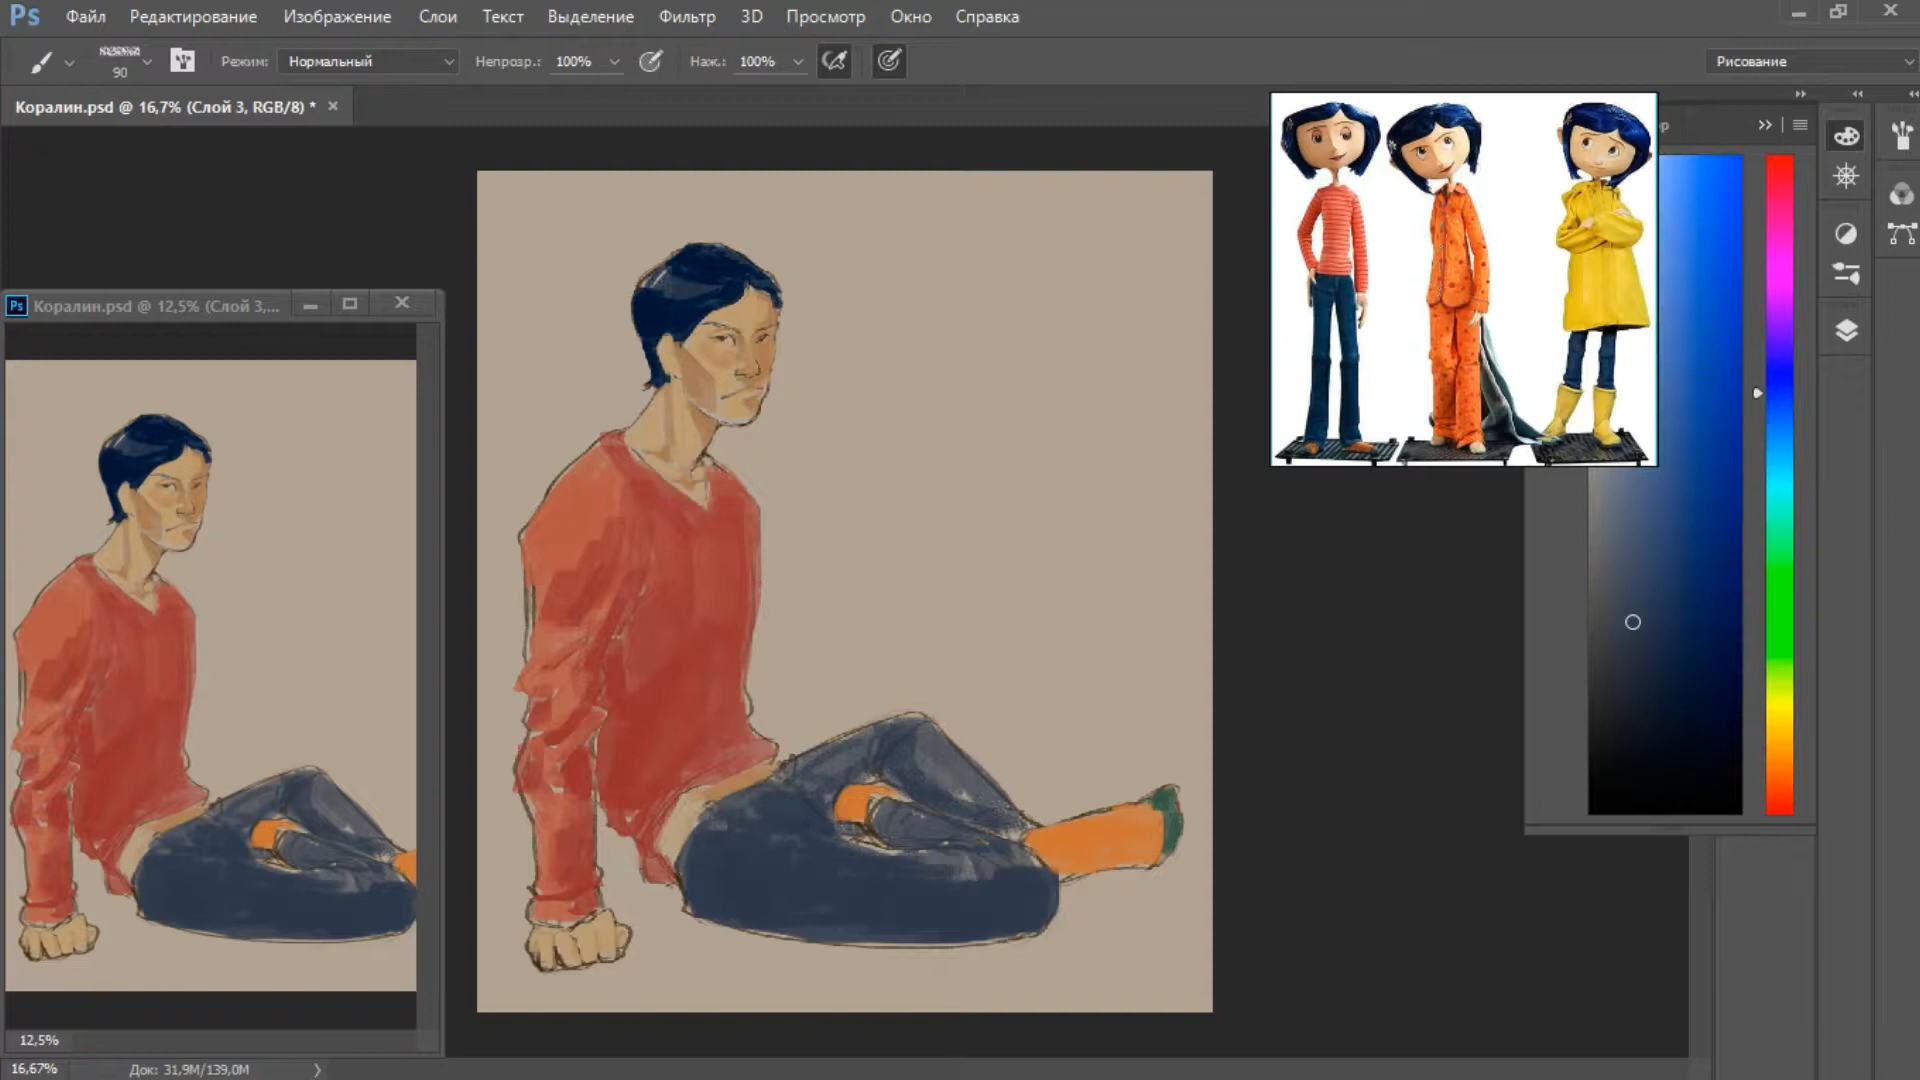 Ps Файл Редактирование Изображение Слои Текст Выделение Фильтр 3D Просмотр Окно Справка
90 Режим: Нормальный Непрозр.: 100% Наж.: 100% Рисование
Коралин.psd @ 16,7% (Слой 3, RGB/8) *
Ps Коралин.psd @ 12,5% (Слой 3,...
12,5%
16,67% Док: 31,9M/139,0M